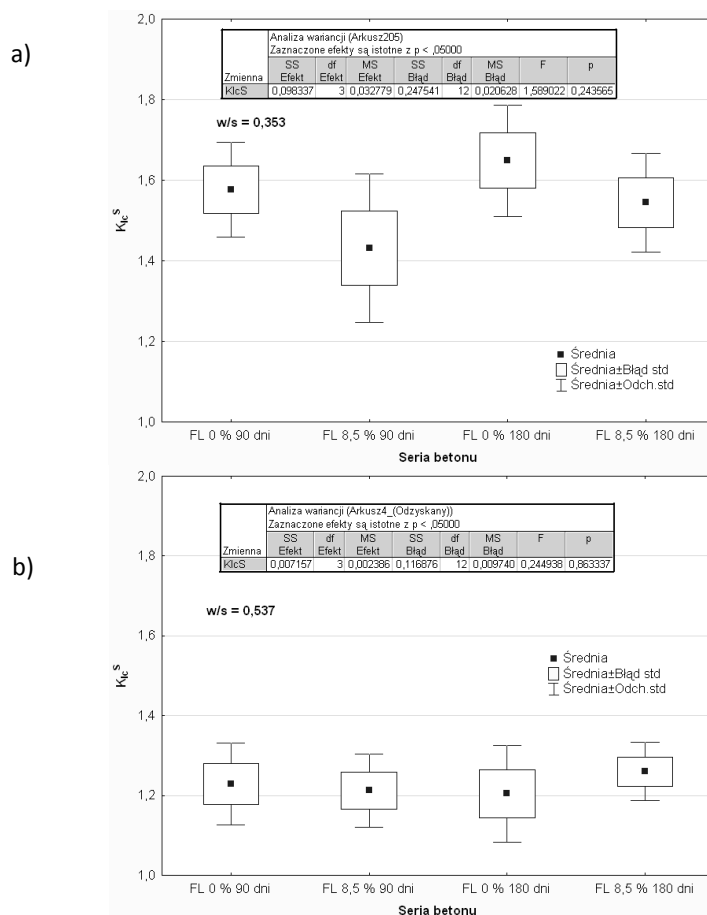 a)
2,0
1,8
1,6
1,4
1,2
1,0
K_Ic^S
Analiza wariancji (Arkusz205)
Zaznaczone efekty są istotne z p < ,05000
SS df MS SS df MS F p
Zmienna Efekt Efekt Efekt Błąd Błąd Błąd
KIcS 0,098337 3 0,032779 0,247541 12 0,020628 1,589022 0,243565
w/s = 0,353
Średnia
Średnia±Błąd std
Średnia±Odch.std
FL 0 % 90 dni FL 8,5 % 90 dni FL 0 % 180 dni FL 8,5 % 180 dni
Seria betonu
b)
2,0
1,8
1,6
1,4
1,2
1,0
K_Ic^S
Analiza wariancji (Arkusz4_(Odzyskany))
Zaznaczone efekty są istotne z p < ,05000
SS df MS SS df MS F p
Zmienna Efekt Efekt Efekt Błąd Błąd Błąd
KIcS 0,007157 3 0,002386 0,116876 12 0,009740 0,244938 0,863337
w/s = 0,537
Średnia
Średnia±Błąd std
Średnia±Odch.std
FL 0 % 90 dni FL 8,5 % 90 dni FL 0 % 180 dni FL 8,5 % 180 dni
Seria betonu